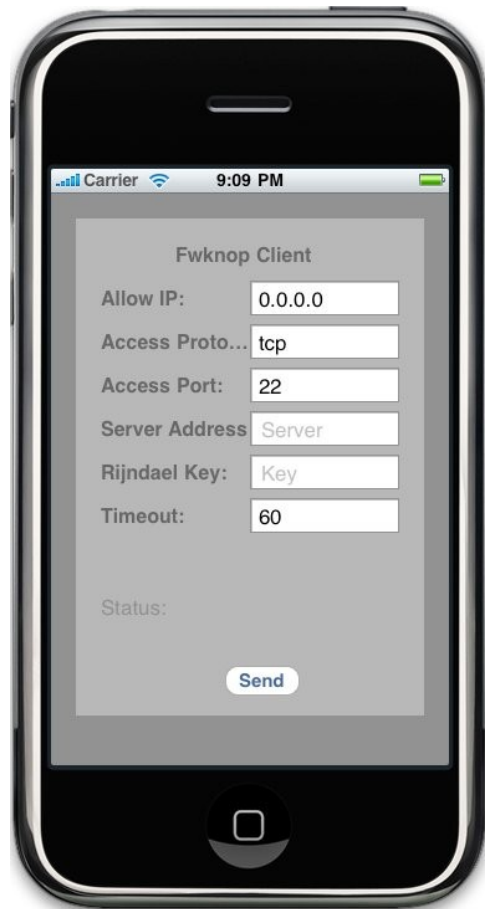 Carrier 9:09 PM
Fwknop Client
Allow IP: 0.0.0.0
Access Proto... tcp
Access Port: 22
Server Address Server
Rijndael Key: Key
Timeout: 60
Status:
Send